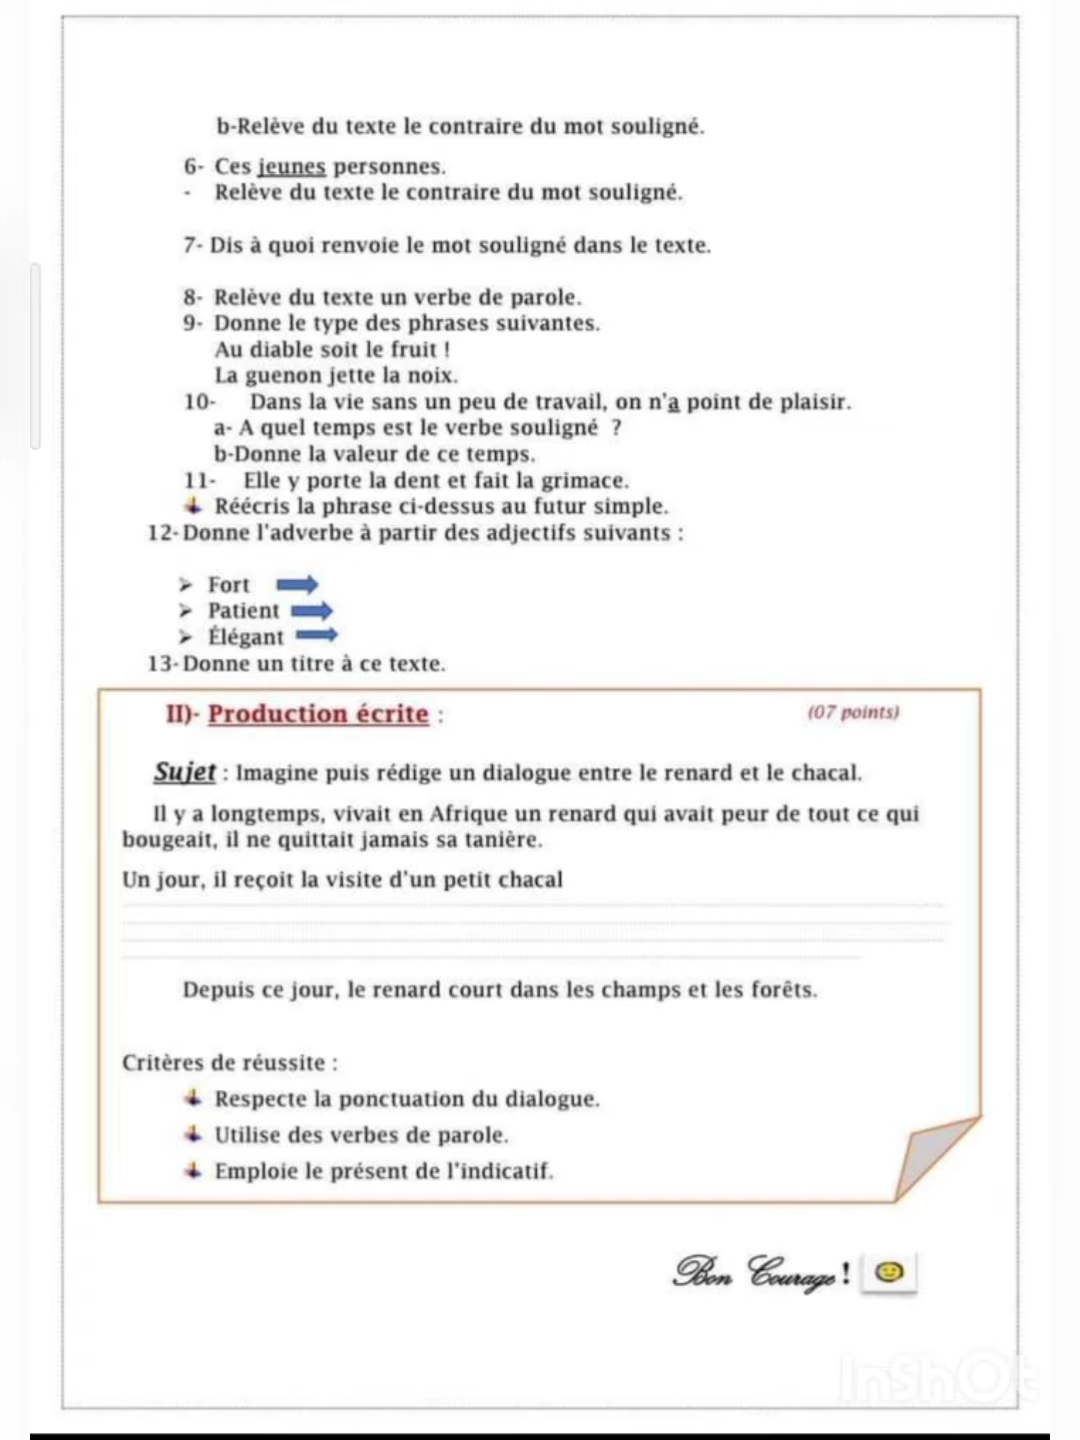 b-Relève du texte le contraire du mot souligné.
6- Ces jeunes personnes.
- Relève du texte le contraire du mot souligné.
7- Dis à quoi renvoie le mot souligné dans le texte.
8- Relève du texte un verbe de parole.
9- Donne le type des phrases suivantes.
Au diable soit le fruit !
La guenon jette la noix.
10- Dans la vie sans un peu de travail, on n'a point de plaisir.
a- A quel temps est le verbe souligné ?
b-Donne la valeur de ce temps.
11- Elle y porte la dent et fait la grimace.
Réécris la phrase ci-dessus au futur simple.
12-Donne l'adverbe à partir des adjectifs suivants :
Fort
Patient
Élégant
13-Donne un titre à ce texte.
II)- Production écrite : (07 points)
Sujet : Imagine puis rédige un dialogue entre le renard et le chacal.
Il y a longtemps, vivait en Afrique un renard qui avait peur de tout ce qui
bougeait, il ne quittait jamais sa tanière.
Un jour, il reçoit la visite d'un petit chacal
Depuis ce jour, le renard court dans les champs et les forêts.
Critères de réussite :
Respecte la ponctuation du dialogue.
Utilise des verbes de parole.
Emploie le présent de l'indicatif.
Bon Courage !
InShOt